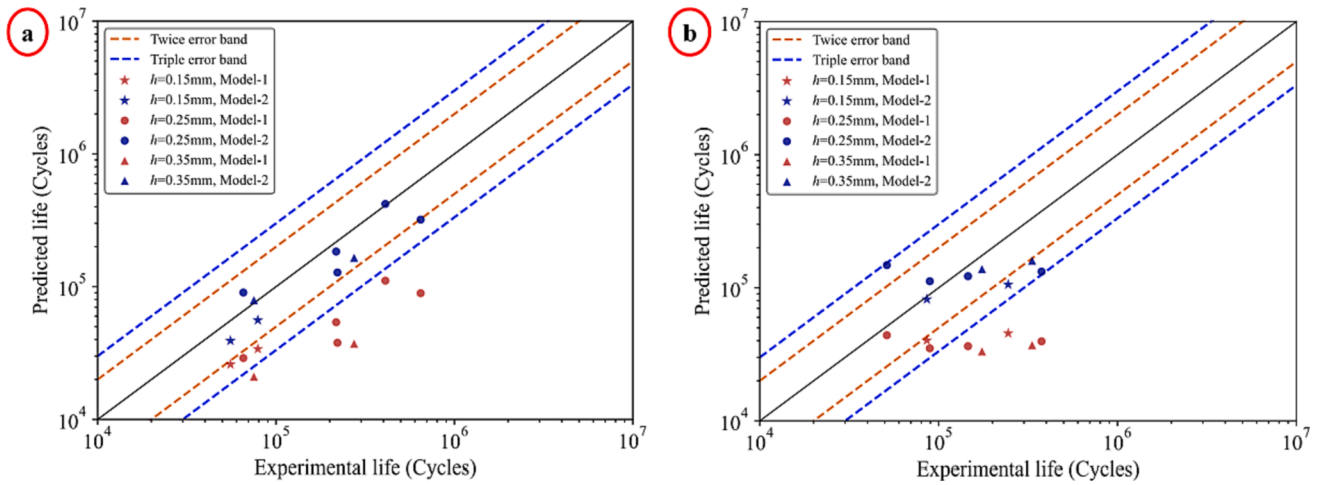 a
10^7
10^6
10^5
10^4
Predicted life (Cycles)
Twice error band
Triple error band
h=0.15mm, Model-1
h=0.15mm, Model-2
h=0.25mm, Model-1
h=0.25mm, Model-2
h=0.35mm, Model-1
h=0.35mm, Model-2
10^4
10^5
10^6
10^7
Experimental life (Cycles)
b
10^7
10^6
10^5
10^4
Predicted life (Cycles)
Twice error band
Triple error band
h=0.15mm, Model-1
h=0.15mm, Model-2
h=0.25mm, Model-1
h=0.25mm, Model-2
h=0.35mm, Model-1
h=0.35mm, Model-2
10^4
10^5
10^6
10^7
Experimental life (Cycles)